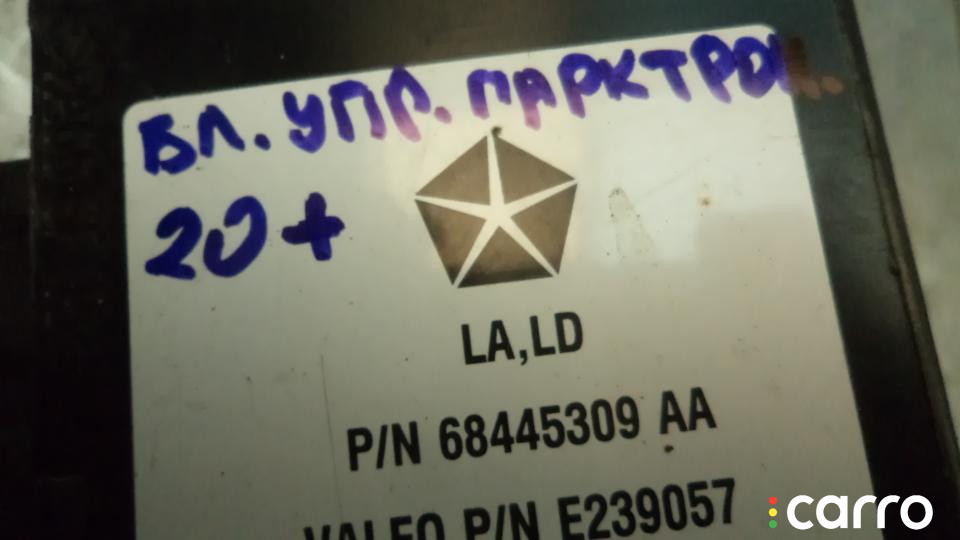 БЛ. УПР. ПАРКТРОН.
20+
LA,LD
P/N 68445309 AA
VALEO P/N E239057
carro